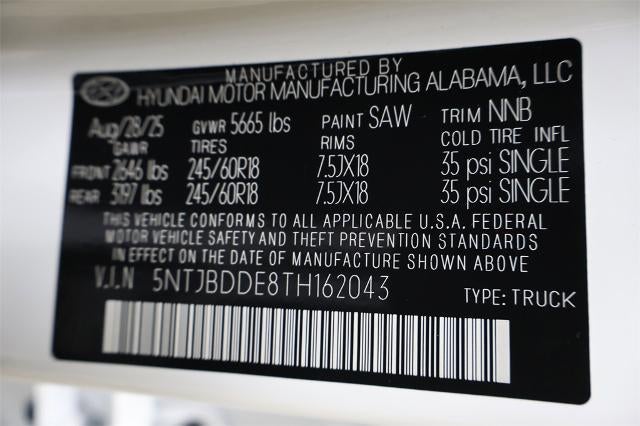 MANUFACTURED BY
HYUNDAI MOTOR MANUFACTURING ALABAMA, LLC
Aug/28/25 GVWR 5665 lbs PAINT SAW TRIM NNB
GAWR TIRES RIMS COLD TIRE INFL
FRONT 2646 lbs 245/60R18 7.5JX18 35 psi SINGLE
REAR 3197 lbs 245/60R18 7.5JX18 35 psi SINGLE
THIS VEHICLE CONFORMS TO ALL APPLICABLE U.S.A. FEDERAL
MOTOR VEHICLE SAFETY AND THEFT PREVENTION STANDARDS
IN EFFECT ON THE DATE OF MANUFACTURE SHOWN ABOVE
V.I.N 5NTJBDDE8TH162043 TYPE: TRUCK